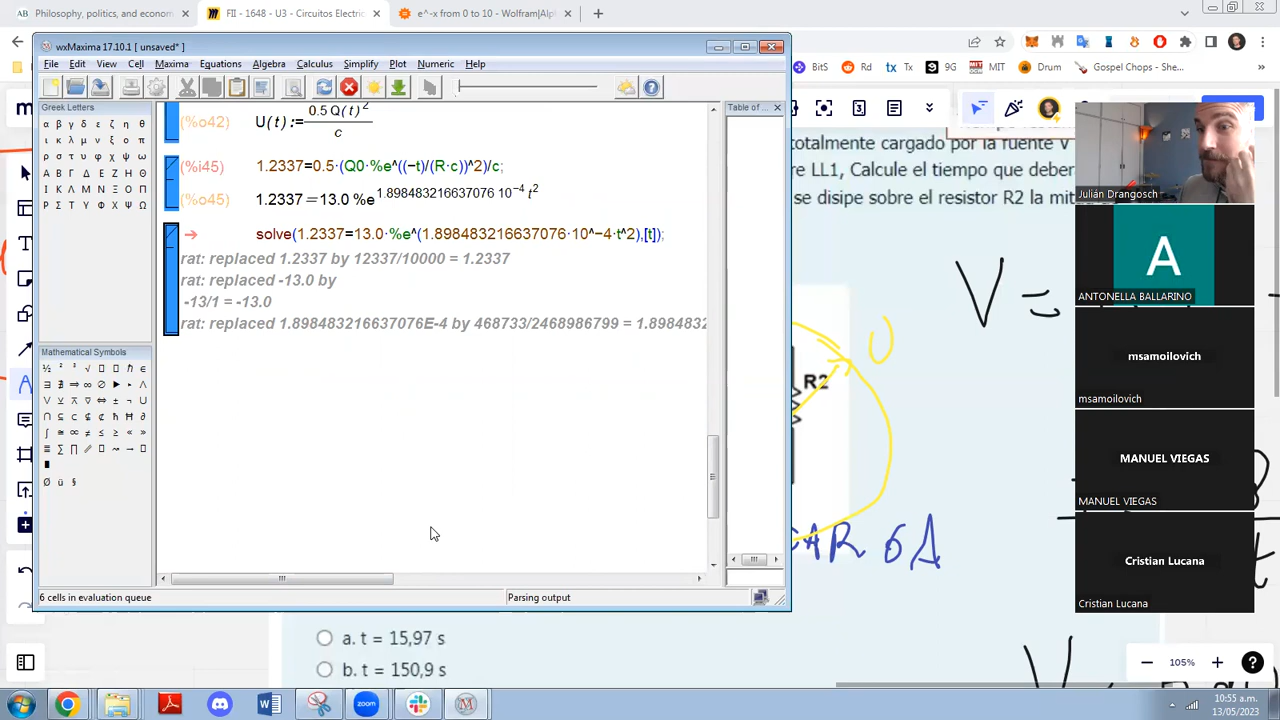 Philosophy, politics, and econom
FII - 1648 - U3 - Circuitos Electric
e^-x from 0 to 10 - Wolfram|Alp
wxMaxima 17.10.1 [ unsaved* ]
File Edit View Cell Maxima Equations Algebra Calculus Simplify Plot Numeric Help
BitS Rd Tx 9G MIT Drum Gospel Chops - She...
Greek Letters
α β γ δ ε ζ η θ
ι κ λ μ ν ξ ο π
ρ σ τ υ φ χ ψ ω
Α Β Γ Δ Ε Ζ Η Θ
Ι Κ Λ Μ Ν Ξ Ο Π
Ρ Σ Τ Υ Φ Χ Ψ Ω
Mathematical Symbols
Table of ...
(%o42) U(t):=0.5 Q(t)²/c
(%i45) 1.2337=0.5·(Q0·%e^((−t)/(R·c))^2)/c;
(%o45) 1.2337=13.0 %e^1.898483216637076 10^-4 t^2
solve(1.2337=13.0·%e^(1.898483216637076·10^−4·t^2),[t]);
rat: replaced 1.2337 by 12337/10000 = 1.2337
rat: replaced -13.0 by
-13/1 = -13.0
rat: replaced 1.898483216637076E-4 by 468733/2468986799 = 1.8984832
6 cells in evaluation queue
Parsing output
totalmente cargado por la fuente V
re LL1, Calcule el tiempo que deber
se disipe sobre el resistor R2 la mit
V =
U
R2
CAR 6A
V
a. t = 15,97 s
b. t = 150,9 s
Julián Drangosch
A
ANTONELLA BALLARINO
msamoilovich
msamoilovich
MANUEL VIEGAS
MANUEL VIEGAS
Cristian Lucana
Cristian Lucana
105%
zoom
10:55 a.m.
13/05/2023